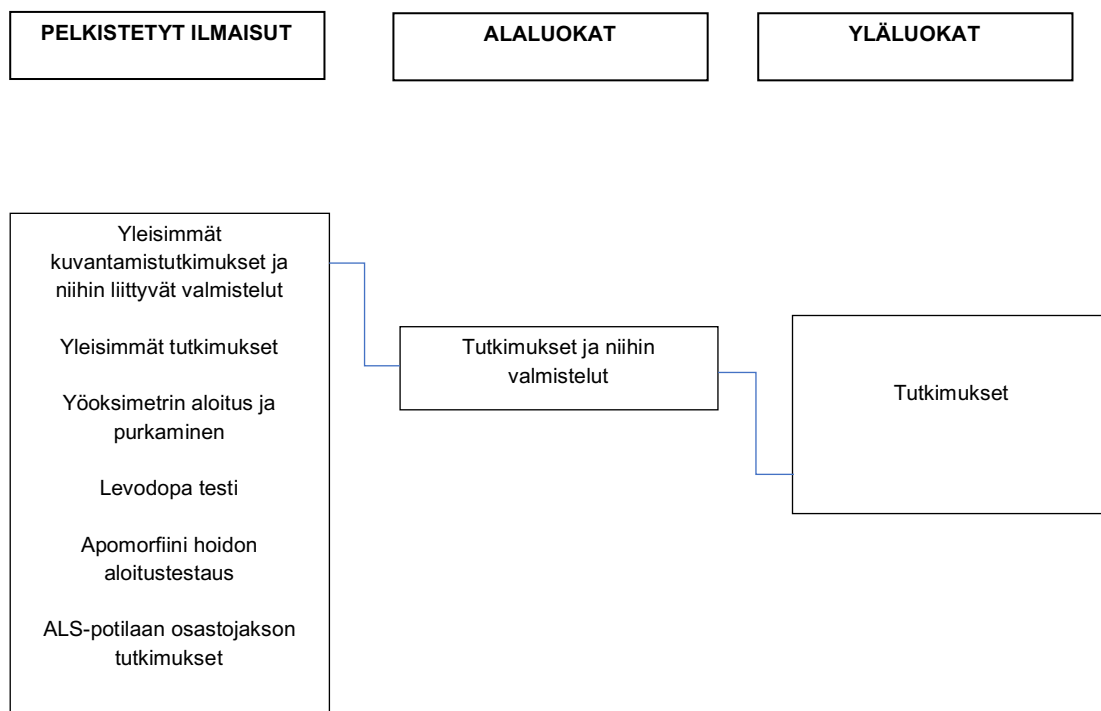 PELKISTETYT ILMAISUT
ALALUOKAT
YLÄLUOKAT
Yleisimmät
kuvantamistutkimukset ja
niihin liittyvät valmistelut
Yleisimmät tutkimukset
Yöoksimetrin aloitus ja
purkaminen
Levodopa testi
Apomorfiini hoidon
aloitustestaus
ALS-potilaan osastojakson
tutkimukset
Tutkimukset ja niihin
valmistelut
Tutkimukset